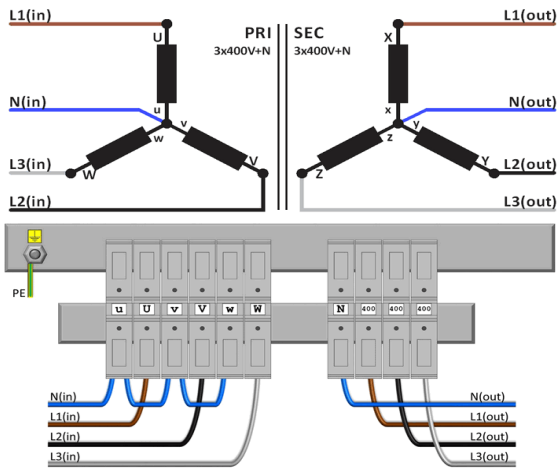 L1(in)
L1(out)
U
PRI
SEC
X
3x400V+N
3x400V+N
N(in)
u
x
N(out)
v
y
w
z
L3(in)
W
V
Z
Y
L2(out)
L2(in)
L3(out)
PE
u U v V w W
N 400 400 400
N(in)
N(out)
L1(in)
L1(out)
L2(in)
L2(out)
L3(in)
L3(out)